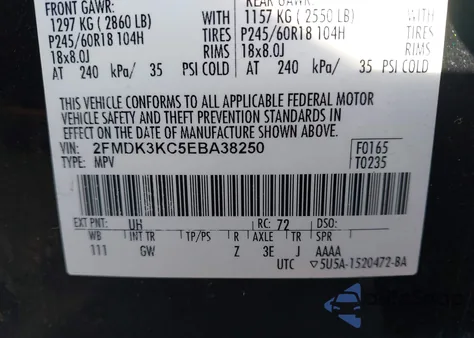 FRONT GAWR: REAR GAWR:
1297 KG ( 2860 LB) WITH 1157 KG ( 2550 LB) WITH
P245/60R18 104H TIRES P245/60R18 104H TIRES
18x8.0J RIMS 18x8.0J RIMS
AT 240 kPa/ 35 PSI COLD AT 240 kPa/ 35 PSI COLD
THIS VEHICLE CONFORMS TO ALL APPLICABLE FEDERAL MOTOR
VEHICLE SAFETY AND THEFT PREVENTION STANDARDS IN
EFFECT ON THE DATE OF MANUFACTURE SHOWN ABOVE.
VIN: 2FMDK3KC5EBA38250 F0165
TYPE: MPV T0235
EXT PNT: UH RC: 72 DSO:
WB INT TR TP/PS R AXLE TR SPR
111 GW Z 3E J AAAA
UTC ▽5U5A-1520472-BA